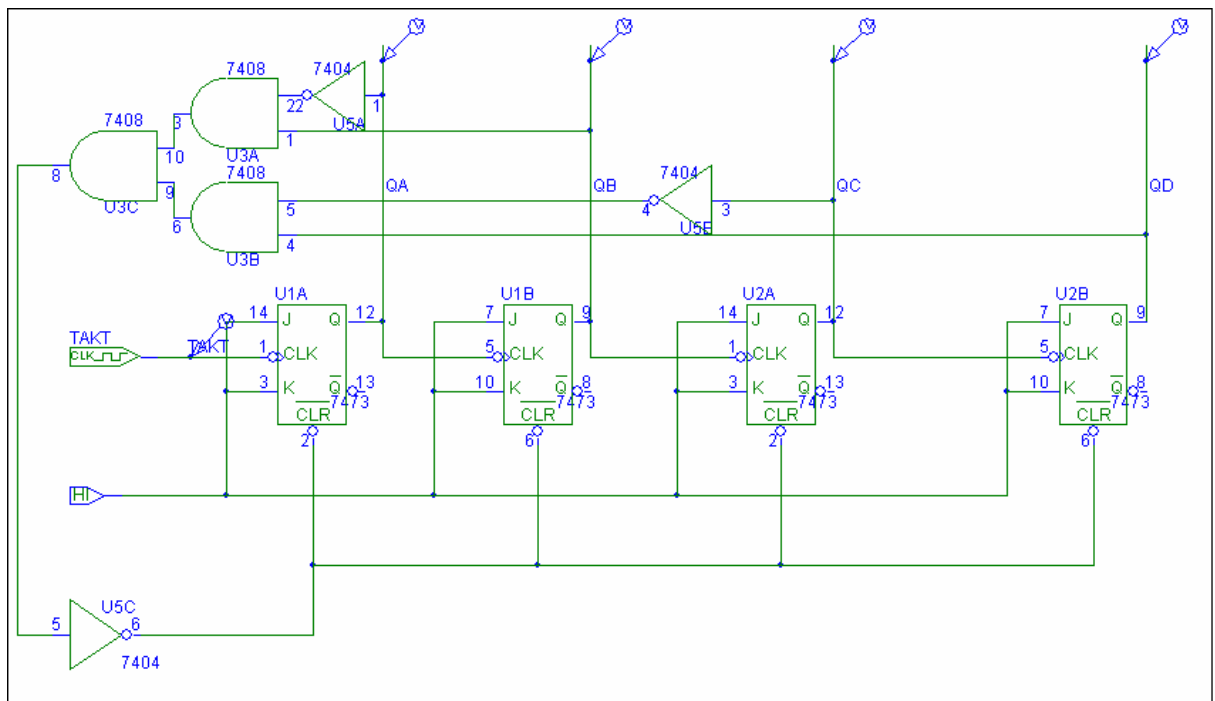 7408 7404
22 1
3 1 U5A
7408 U3A
10
8 9 7408 QA QB 7404 QC QD
U3C 5 4 3
6 4 U5B
U3B
U1A U1B U2A U2B
14 J Q 12 7 J Q 9 14 J Q 12 7 J Q 9
TAKT TAKT
CLK 1 CLK 5 CLK 1 CLK 5 CLK
3 K Q 13 10 K Q 8 3 K Q 13 10 K Q 8
7473 7473 7473 7473
CLR CLR CLR CLR
2 6 2 6
HI
U5C
5 6
7404